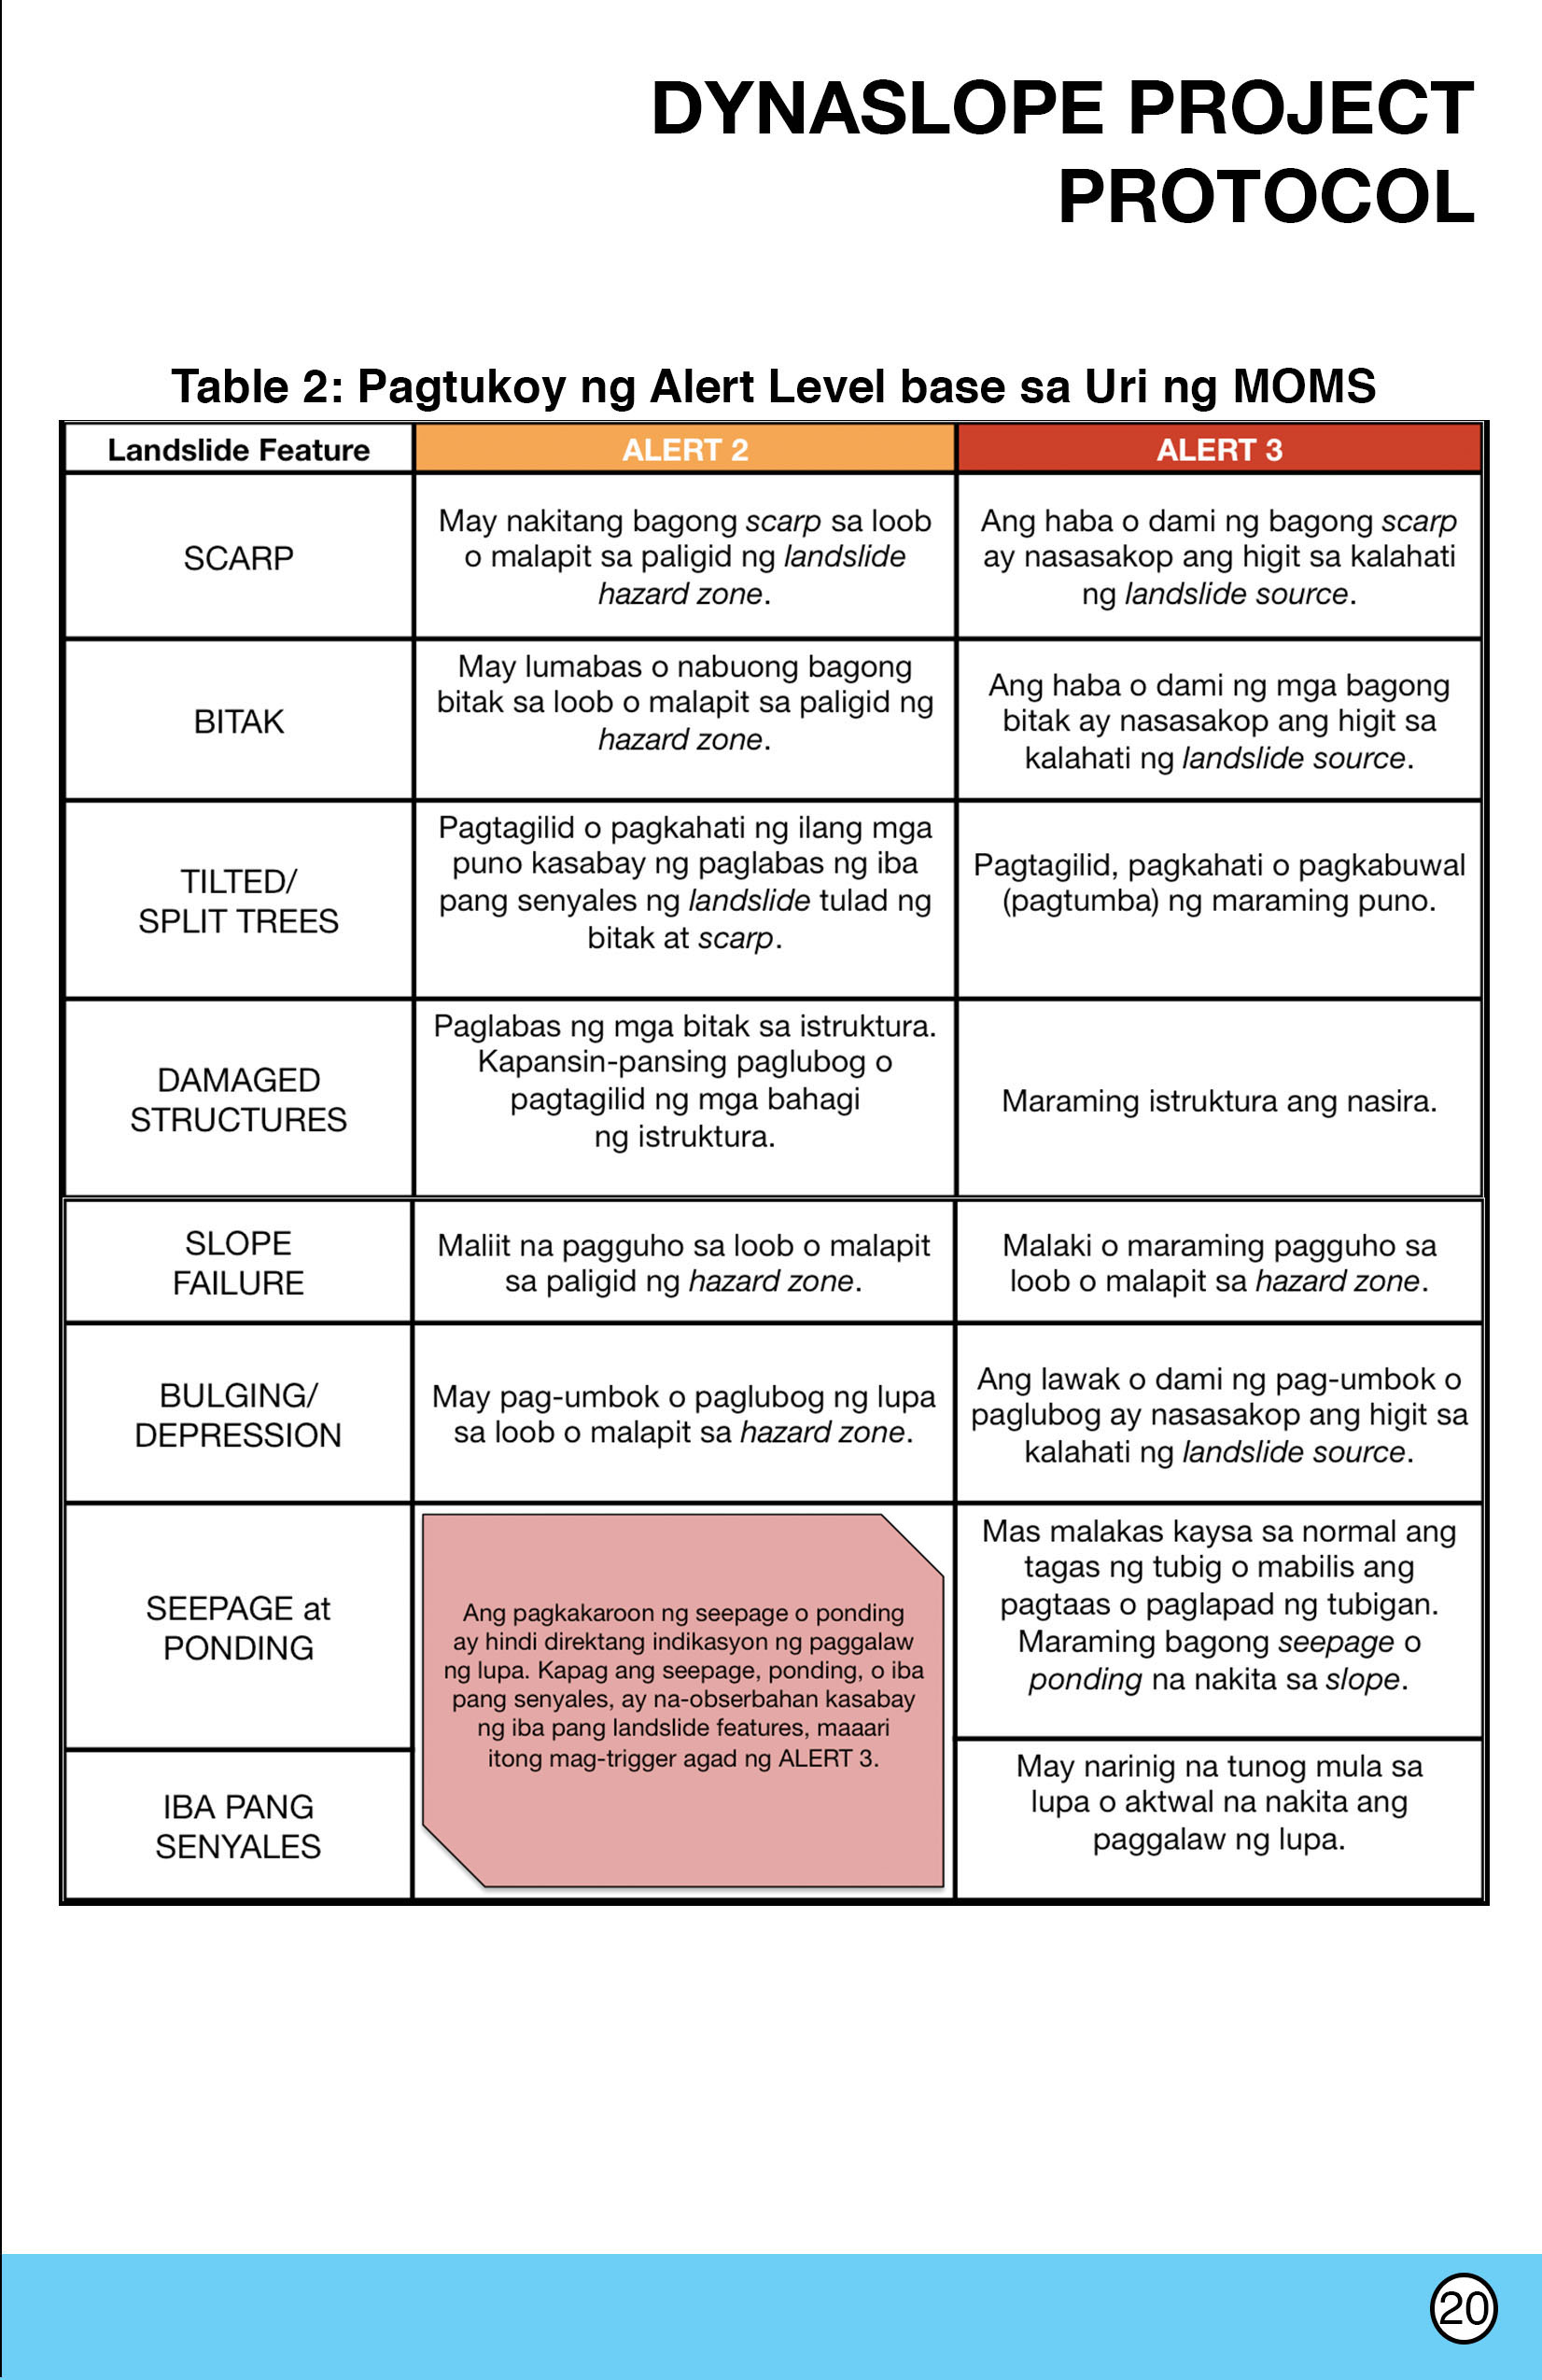 DYNASLOPE PROJECT
PROTOCOL
Table 2: Pagtukoy ng Alert Level base sa Uri ng MOMS
Landslide Feature
ALERT 2
ALERT 3
SCARP
May nakitang bagong scarp sa loob
o malapit sa paligid ng landslide
hazard zone.
Ang haba o dami ng bagong scarp
ay nasasakop ang higit sa kalahati
ng landslide source.
BITAK
May lumabas o nabuong bagong
bitak sa loob o malapit sa paligid ng
hazard zone.
Ang haba o dami ng mga bagong
bitak ay nasasakop ang higit sa
kalahati ng landslide source.
TILTED/
SPLIT TREES
Pagtagilid o pagkahati ng ilang mga
puno kasabay ng paglabas ng iba
pang senyales ng landslide tulad ng
bitak at scarp.
Pagtagilid, pagkahati o pagkabuwal
(pagtumba) ng maraming puno.
DAMAGED
STRUCTURES
Paglabas ng mga bitak sa istruktura.
Kapansin-pansing paglubog o
pagtagilid ng mga bahagi
ng istruktura.
Maraming istruktura ang nasira.
SLOPE
FAILURE
Maliit na pagguho sa loob o malapit
sa paligid ng hazard zone.
Malaki o maraming pagguho sa
loob o malapit sa hazard zone.
BULGING/
DEPRESSION
May pag-umbok o paglubog ng lupa
sa loob o malapit sa hazard zone.
Ang lawak o dami ng pag-umbok o
paglubog ay nasasakop ang higit sa
kalahati ng landslide source.
SEEPAGE at
PONDING
Ang pagkakaroon ng seepage o ponding
ay hindi direktang indikasyon ng paggalaw
ng lupa. Kapag ang seepage, ponding, o iba
pang senyales, ay na-obserbahan kasabay
ng iba pang landslide features, maaari
itong mag-trigger agad ng ALERT 3.
Mas malakas kaysa sa normal ang
tagas ng tubig o mabilis ang
pagtaas o paglapad ng tubigan.
Maraming bagong seepage o
ponding na nakita sa slope.
IBA PANG
SENYALES
May narinig na tunog mula sa
lupa o aktwal na nakita ang
paggalaw ng lupa.
20